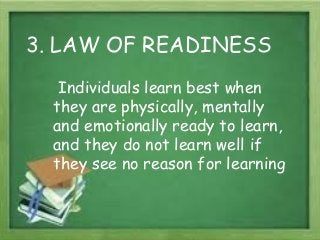 3. LAW OF READINESS
Individuals learn best when
they are physically, mentally
and emotionally ready to learn,
and they do not learn well if
they see no reason for learning